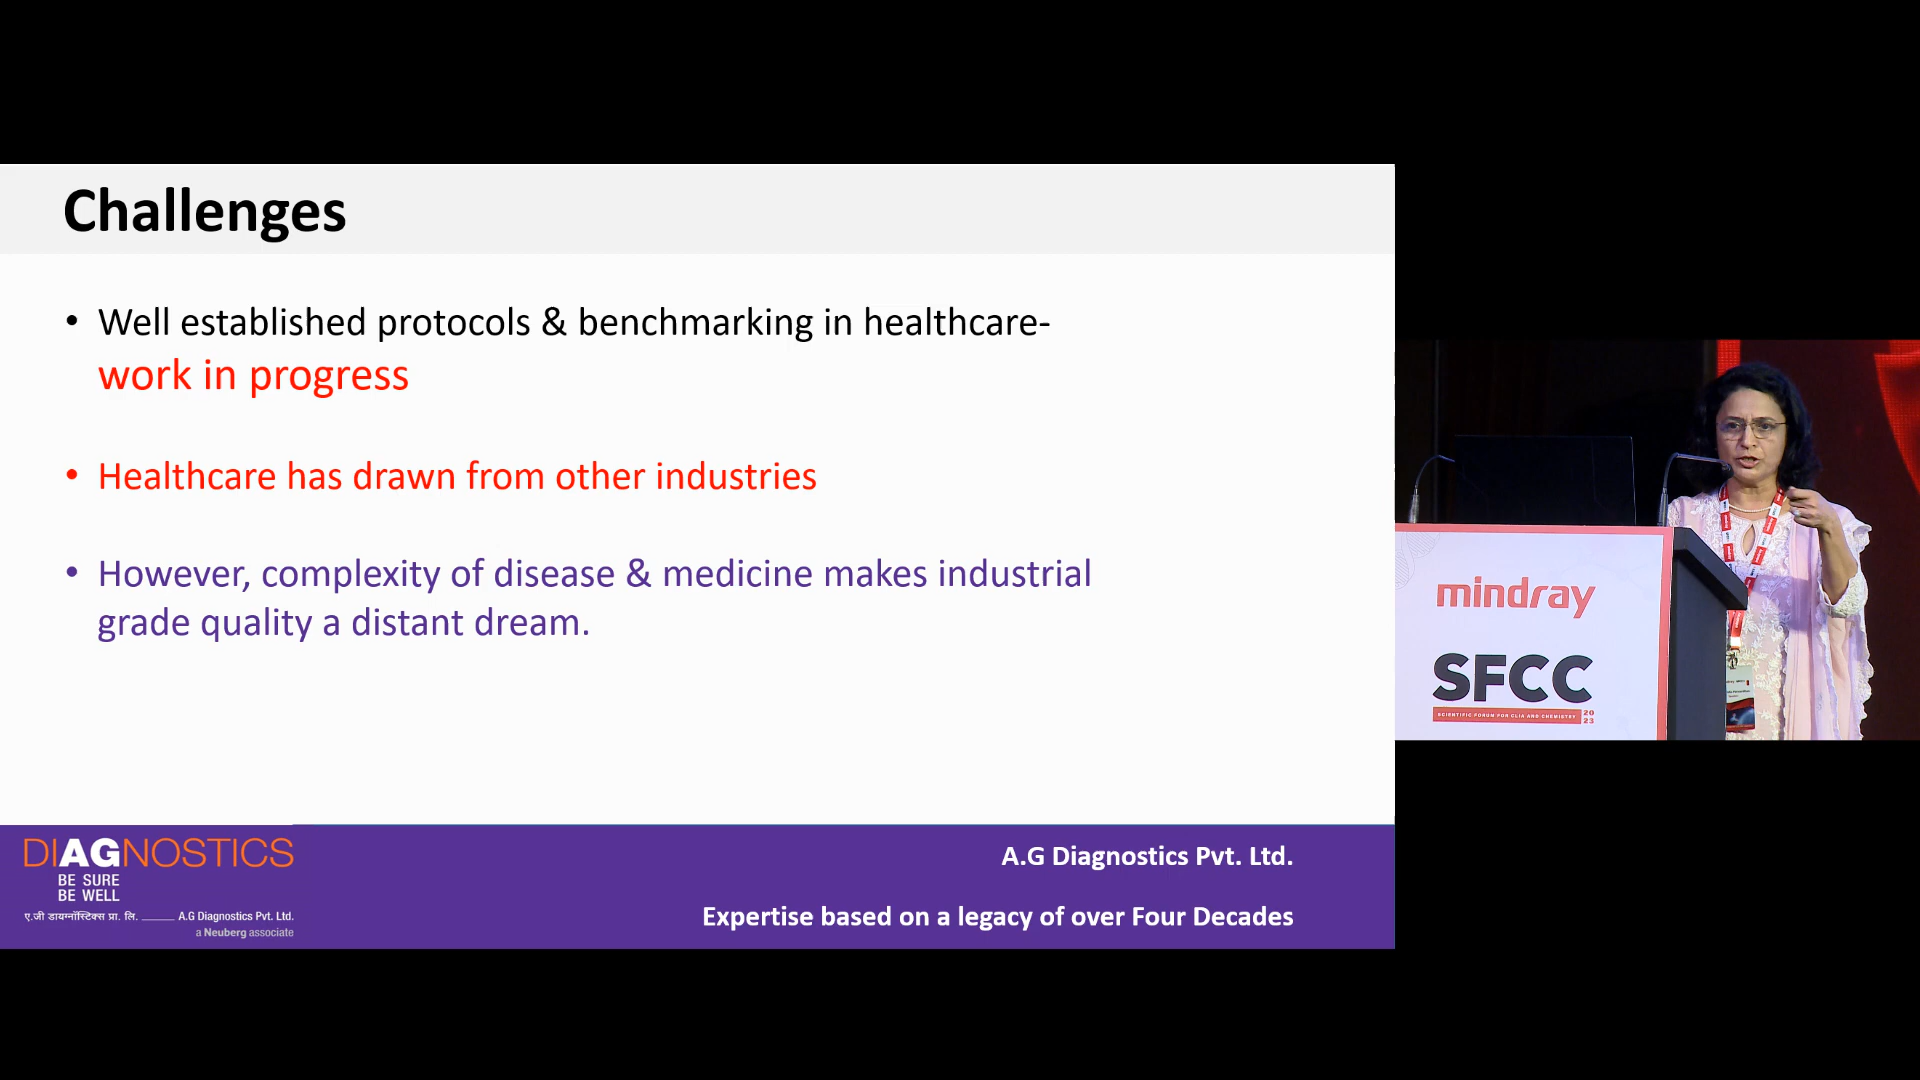 Challenges
• Well established protocols & benchmarking in healthcare-
work in progress
• Healthcare has drawn from other industries
• However, complexity of disease & medicine makes industrial
grade quality a distant dream.
DIAGNOSTICS
BE SURE
BE WELL
ए.जी डायग्नॉस्टिक्स प्रा. लि. A.G Diagnostics Pvt. Ltd.
a Neuberg associate
A.G Diagnostics Pvt. Ltd.
Expertise based on a legacy of over Four Decades
mindray
SFCC
SCIENTIFIC FORUM FOR CLIA AND CHEMISTRY 2023